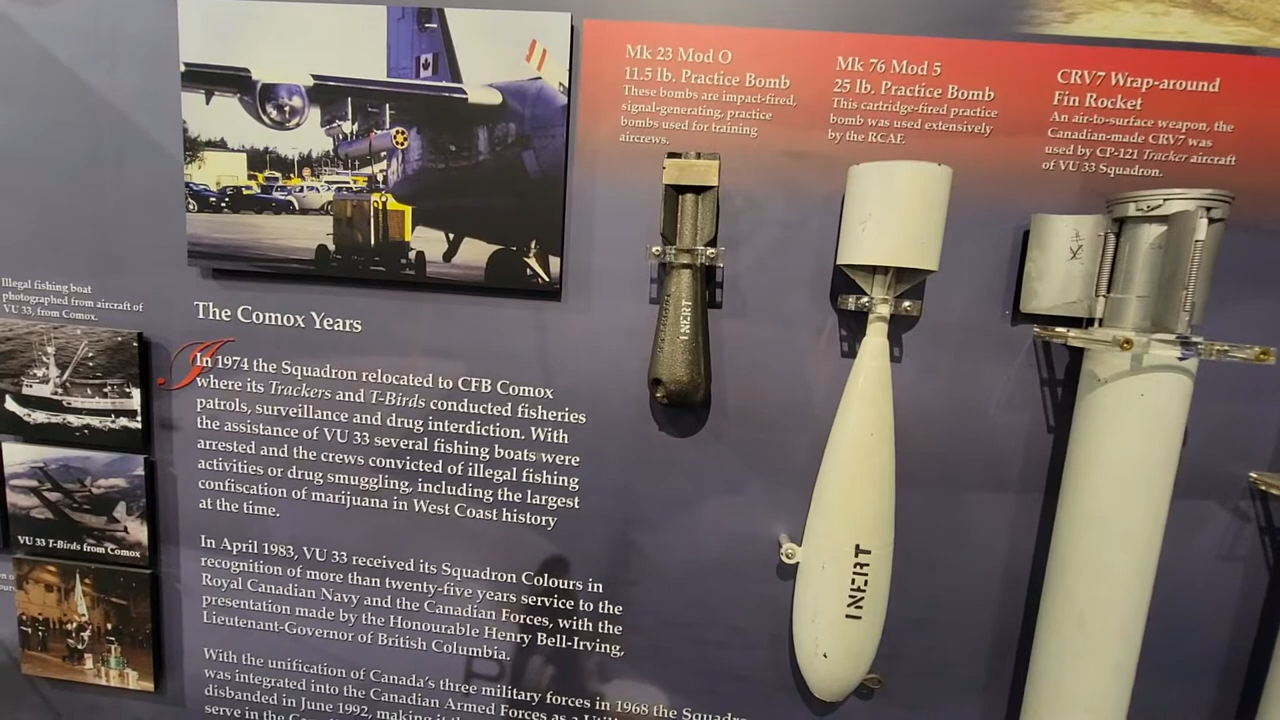 Mk 23 Mod O
11.5 lb. Practice Bomb
These bombs are impact-fired,
signal-generating, practice
bombs used for training
aircrews.
Mk 76 Mod 5
25 lb. Practice Bomb
This cartridge-fired practice
bomb was used extensively
by the RCAF.
CRV7 Wrap-around
Fin Rocket
An air-to-surface weapon, the
Canadian-made CRV7 was
used by CP-121 Tracker aircraft
of VU 33 Squadron.
INERT
INERT
Illegal fishing boat
photographed from aircraft of
VU 33, from Comox.
VU 33 T-Birds from Comox
The Comox Years
In 1974 the Squadron relocated to CFB Comox
where its Trackers and T-Birds conducted fisheries
patrols, surveillance and drug interdiction. With
the assistance of VU 33 several fishing boats were
arrested and the crews convicted of illegal fishing
activities or drug smuggling, including the largest
confiscation of marijuana in West Coast history
at the time.
In April 1983, VU 33 received its Squadron Colours in
recognition of more than twenty-five years service to the
Royal Canadian Navy and the Canadian Forces, with the
presentation made by the Honourable Henry Bell-Irving,
Lieutenant-Governor of British Columbia.
With the unification of Canada's three military forces in 1968 the
was integrated into the Canadian Armed Forces as a
disbanded in June 1992, making it
serve in the